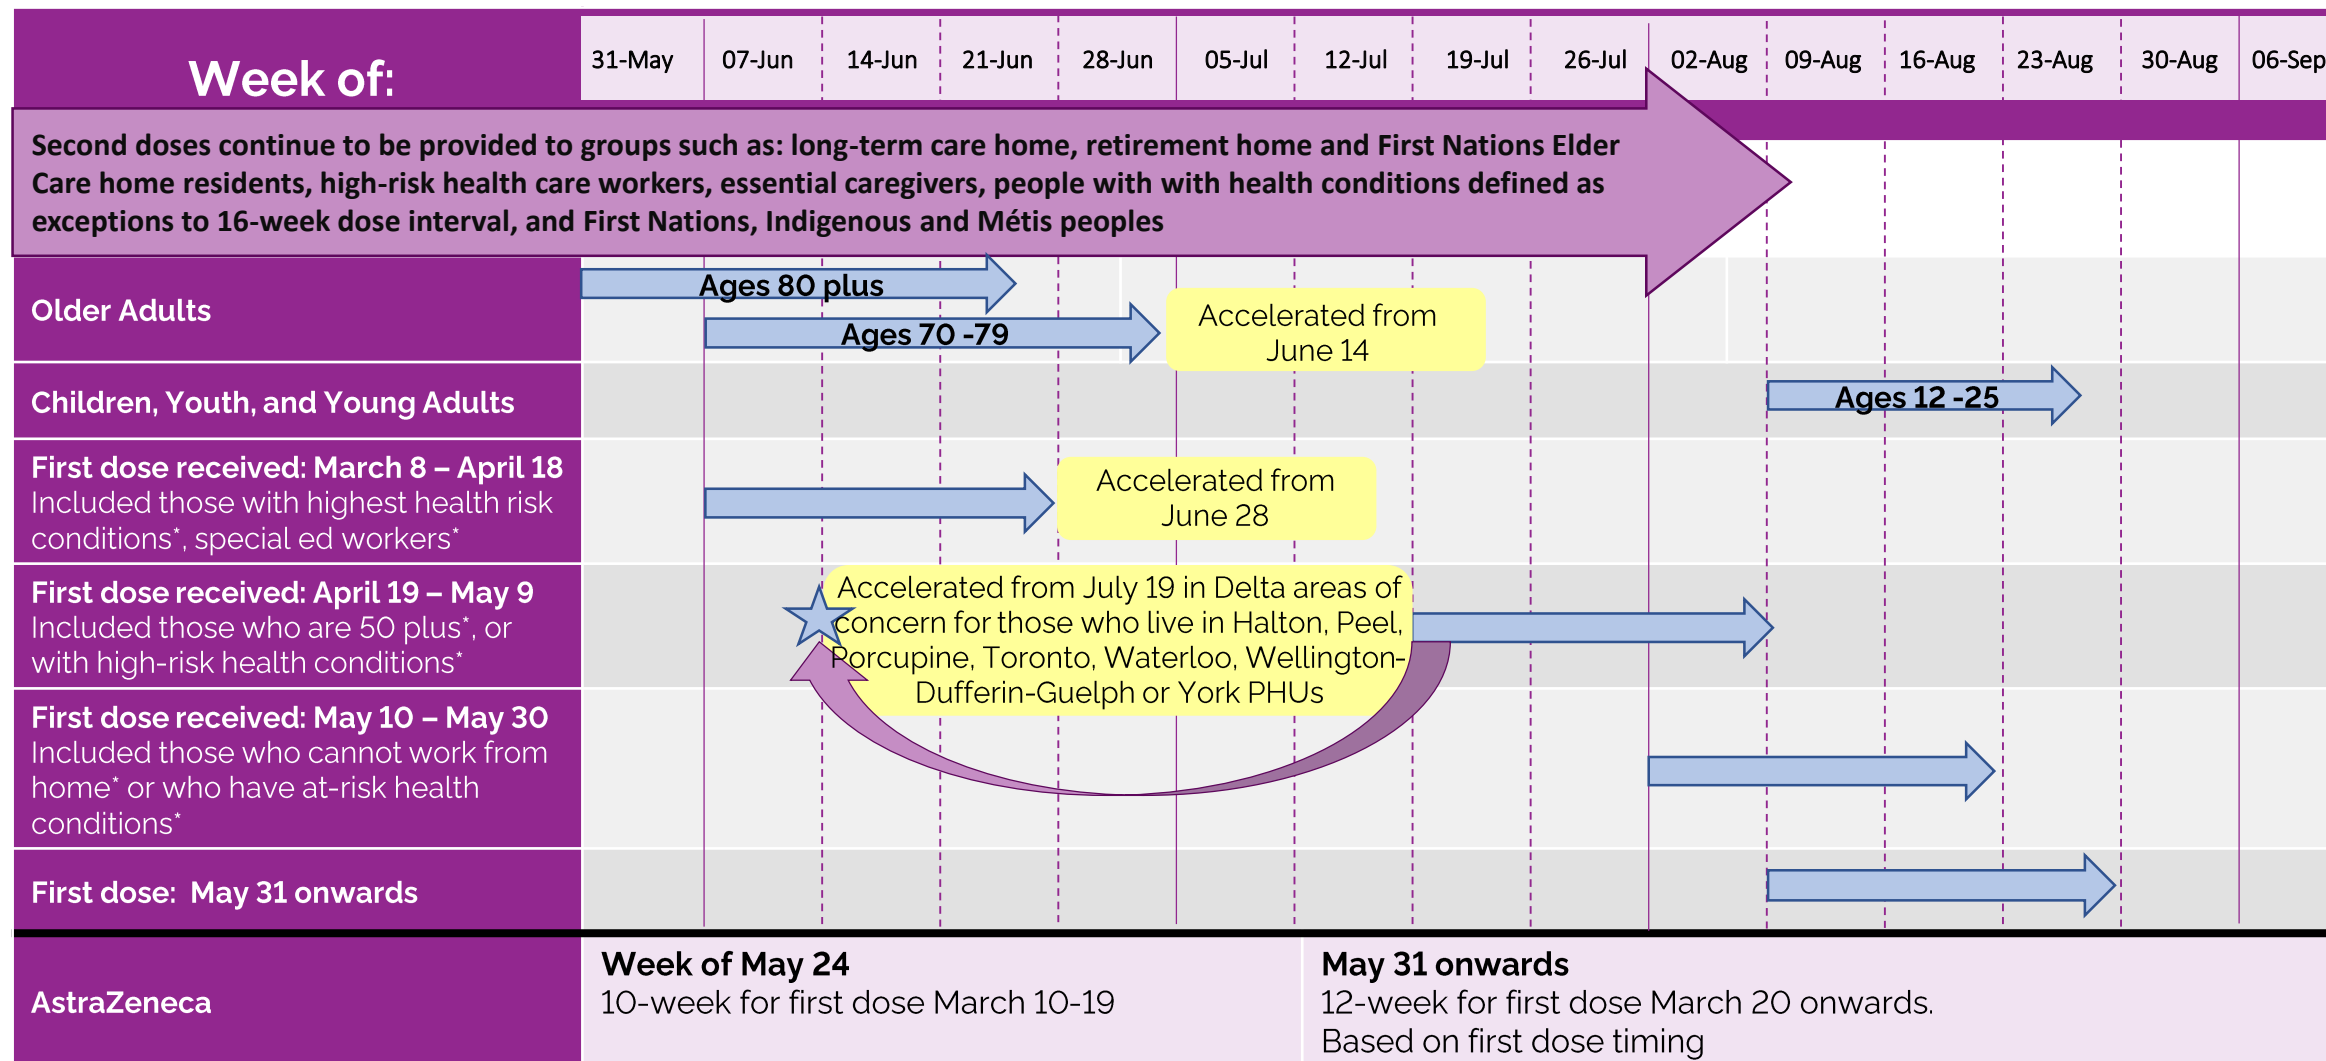 Week of:
31-May 07-Jun 14-Jun 21-Jun 28-Jun 05-Jul 12-Jul 19-Jul 26-Jul 02-Aug 09-Aug 16-Aug 23-Aug 30-Aug 06-Sep
Second doses continue to be provided to groups such as: long-term care home, retirement home and First Nations Elder
Care home residents, high-risk health care workers, essential caregivers, people with with health conditions defined as
exceptions to 16-week dose interval, and First Nations, Indigenous and Métis peoples
Older Adults
Ages 80 plus
Ages 70 -79
Accelerated from
June 14
Children, Youth, and Young Adults
Ages 12 -25
First dose received: March 8 – April 18
Included those with highest health risk
conditions*, special ed workers*
Accelerated from
June 28
First dose received: April 19 – May 9
Included those who are 50 plus*, or
with high-risk health conditions*
Accelerated from July 19 in Delta areas of
concern for those who live in Halton, Peel,
Porcupine, Toronto, Waterloo, Wellington-
Dufferin-Guelph or York PHUs
First dose received: May 10 – May 30
Included those who cannot work from
home* or who have at-risk health
conditions*
First dose: May 31 onwards
AstraZeneca
Week of May 24
10-week for first dose March 10-19
May 31 onwards
12-week for first dose March 20 onwards.
Based on first dose timing